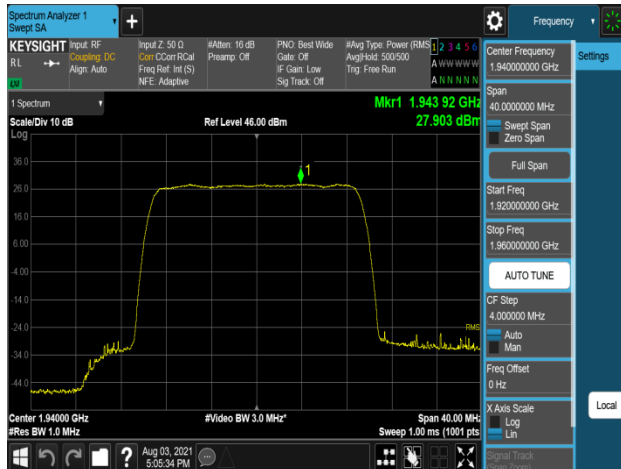 Spectrum Analyzer 1
Swept SA
Frequency
KEYSIGHT
RL
Input: RF
Coupling: DC
Align: Auto
Input Z: 50 Ω
Corr CCorr RCal
Freq Ref: Int (S)
NFE: Adaptive
#Atten: 16 dB
Preamp: Off
PNO: Best Wide
Gate: Off
IF Gain: Low
Sig Track: Off
#Avg Type: Power (RMS
Avg|Hold: 500/500
Trig: Free Run
1 2 3 4 5 6
A W W W W W
A N N N N N
1 Spectrum
Scale/Div 10 dB
Log
Ref Level 46.00 dBm
Mkr1 1.943 92 GHz
27.903 dBm
36.0
26.0
16.0
6.00
-4.00
-14.0
-24.0
-34.0
-44.0
1
RMS
Center 1.94000 GHz
#Res BW 1.0 MHz
#Video BW 3.0 MHz*
Span 40.00 MHz
Sweep 1.00 ms (1001 pts
Aug 03, 2021
5:05:34 PM
?
Center Frequency
1.940000000 GHz
Span
40.0000000 MHz
Swept Span
Zero Span
Full Span
Start Freq
1.920000000 GHz
Stop Freq
1.960000000 GHz
AUTO TUNE
CF Step
4.000000 MHz
Auto
Man
Freq Offset
0 Hz
X Axis Scale
Log
Lin
Signal Track
(Span Zoom)
Settings
Local